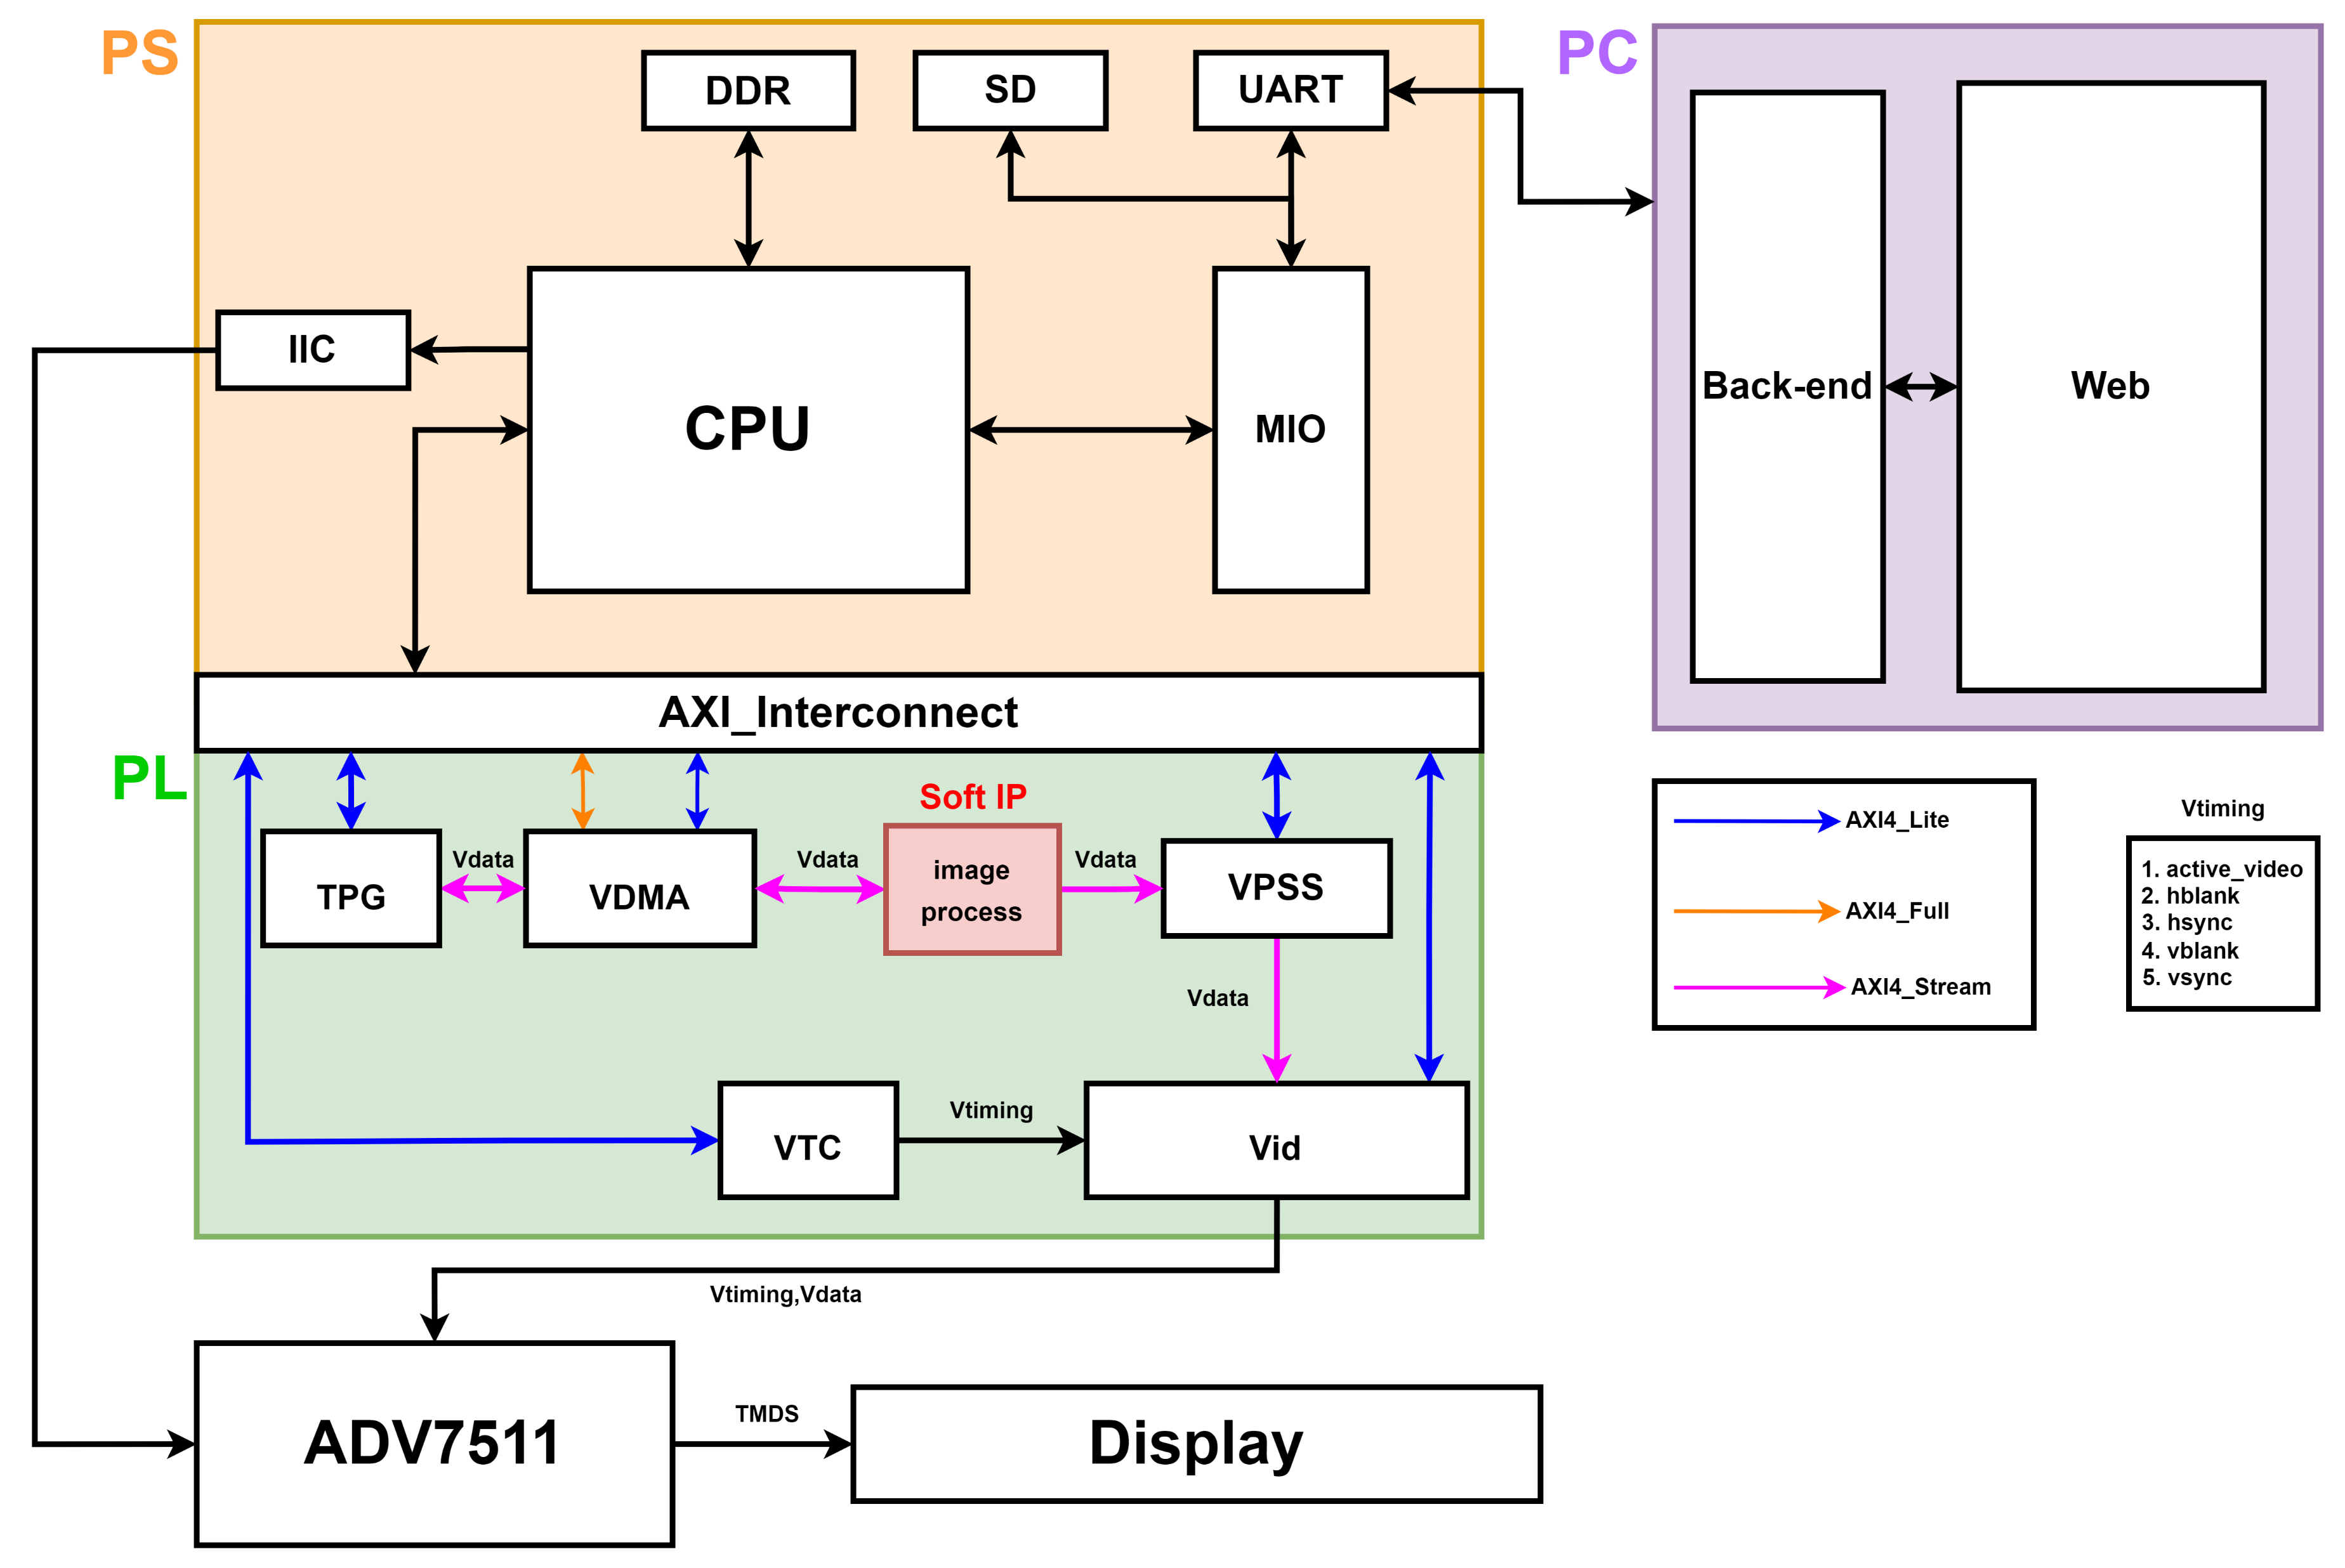 PS
DDR
SD
UART
PC
IIC
CPU
MIO
Back-end
Web
AXI_Interconnect
PL
Soft IP
TPG
Vdata
VDMA
Vdata
image
process
Vdata
VPSS
Vdata
VTC
Vtiming
Vid
AXI4_Lite
AXI4_Full
AXI4_Stream
Vtiming
1. active_video
2. hblank
3. hsync
4. vblank
5. vsync
Vtiming,Vdata
ADV7511
TMDS
Display